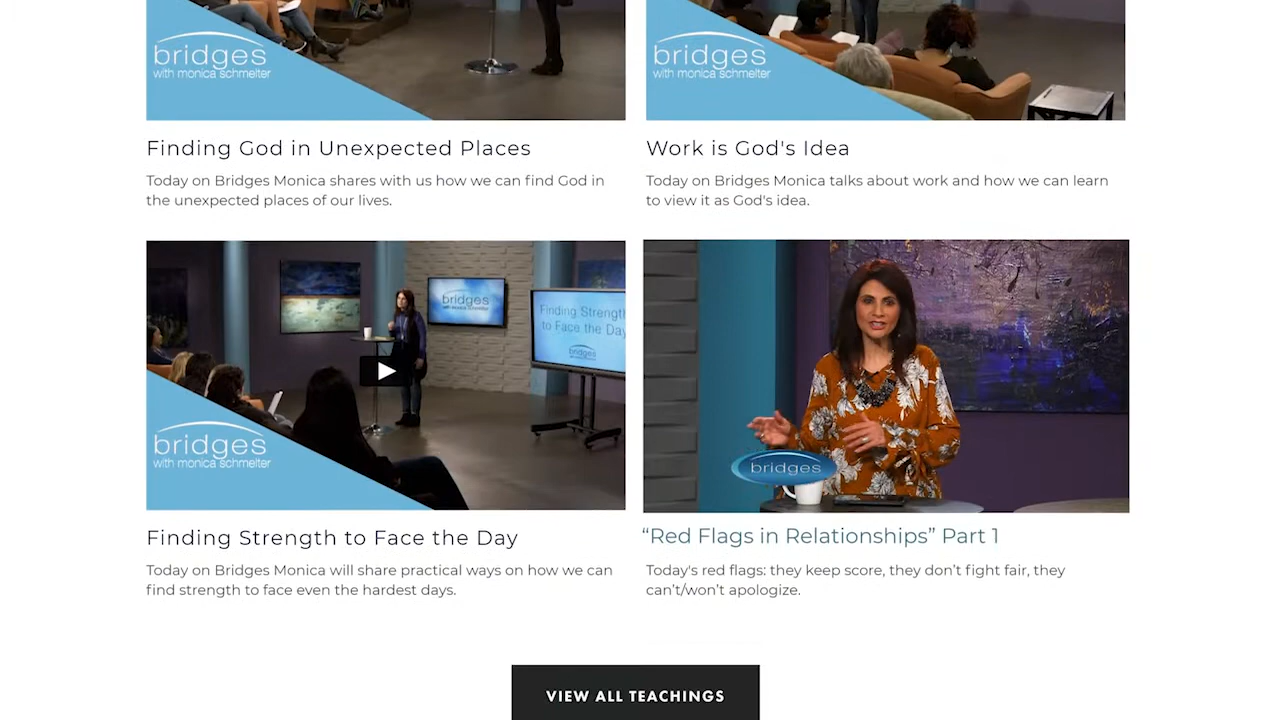 bridges
with monica schmelter
bridges
with monica schmelter
Finding God in Unexpected Places
Today on Bridges Monica shares with us how we can find God in
the unexpected places of our lives.
Work is God's Idea
Today on Bridges Monica talks about work and how we can learn
to view it as God's idea.
bridges
with monica schmelter
Finding Strength
to Face the Day
bridges
bridges
with monica schmelter
bridges
Finding Strength to Face the Day
Today on Bridges Monica will share practical ways on how we can
find strength to face even the hardest days.
“Red Flags in Relationships” Part 1
Today's red flags: they keep score, they don’t fight fair, they
can’t/won’t apologize.
VIEW ALL TEACHINGS